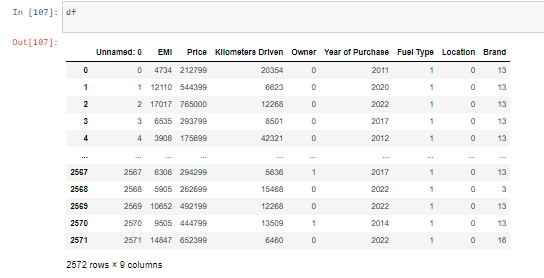 In [107]: df
Out[107]:
Unnamed: 0 EMI Price Kilometers Driven Owner Year of Purchase Fuel Type Location Brand
0 0 4734 212799 20354 0 2011 1 0 13
1 1 12110 544399 6623 0 2020 1 0 13
2 2 17017 765000 12268 0 2022 1 0 13
3 3 6535 293799 8501 0 2017 1 0 13
4 4 3908 175699 42321 0 2012 1 0 13
... ... ... ... ... ... ... ... ... ...
2567 2567 6306 294299 5636 1 2017 1 0 13
2568 2568 5905 262699 15468 0 2022 1 0 3
2569 2569 10652 492199 12268 0 2022 1 0 13
2570 2570 9505 444799 13509 1 2014 1 0 13
2571 2571 14847 652399 6460 0 2022 1 0 16
2572 rows × 9 columns